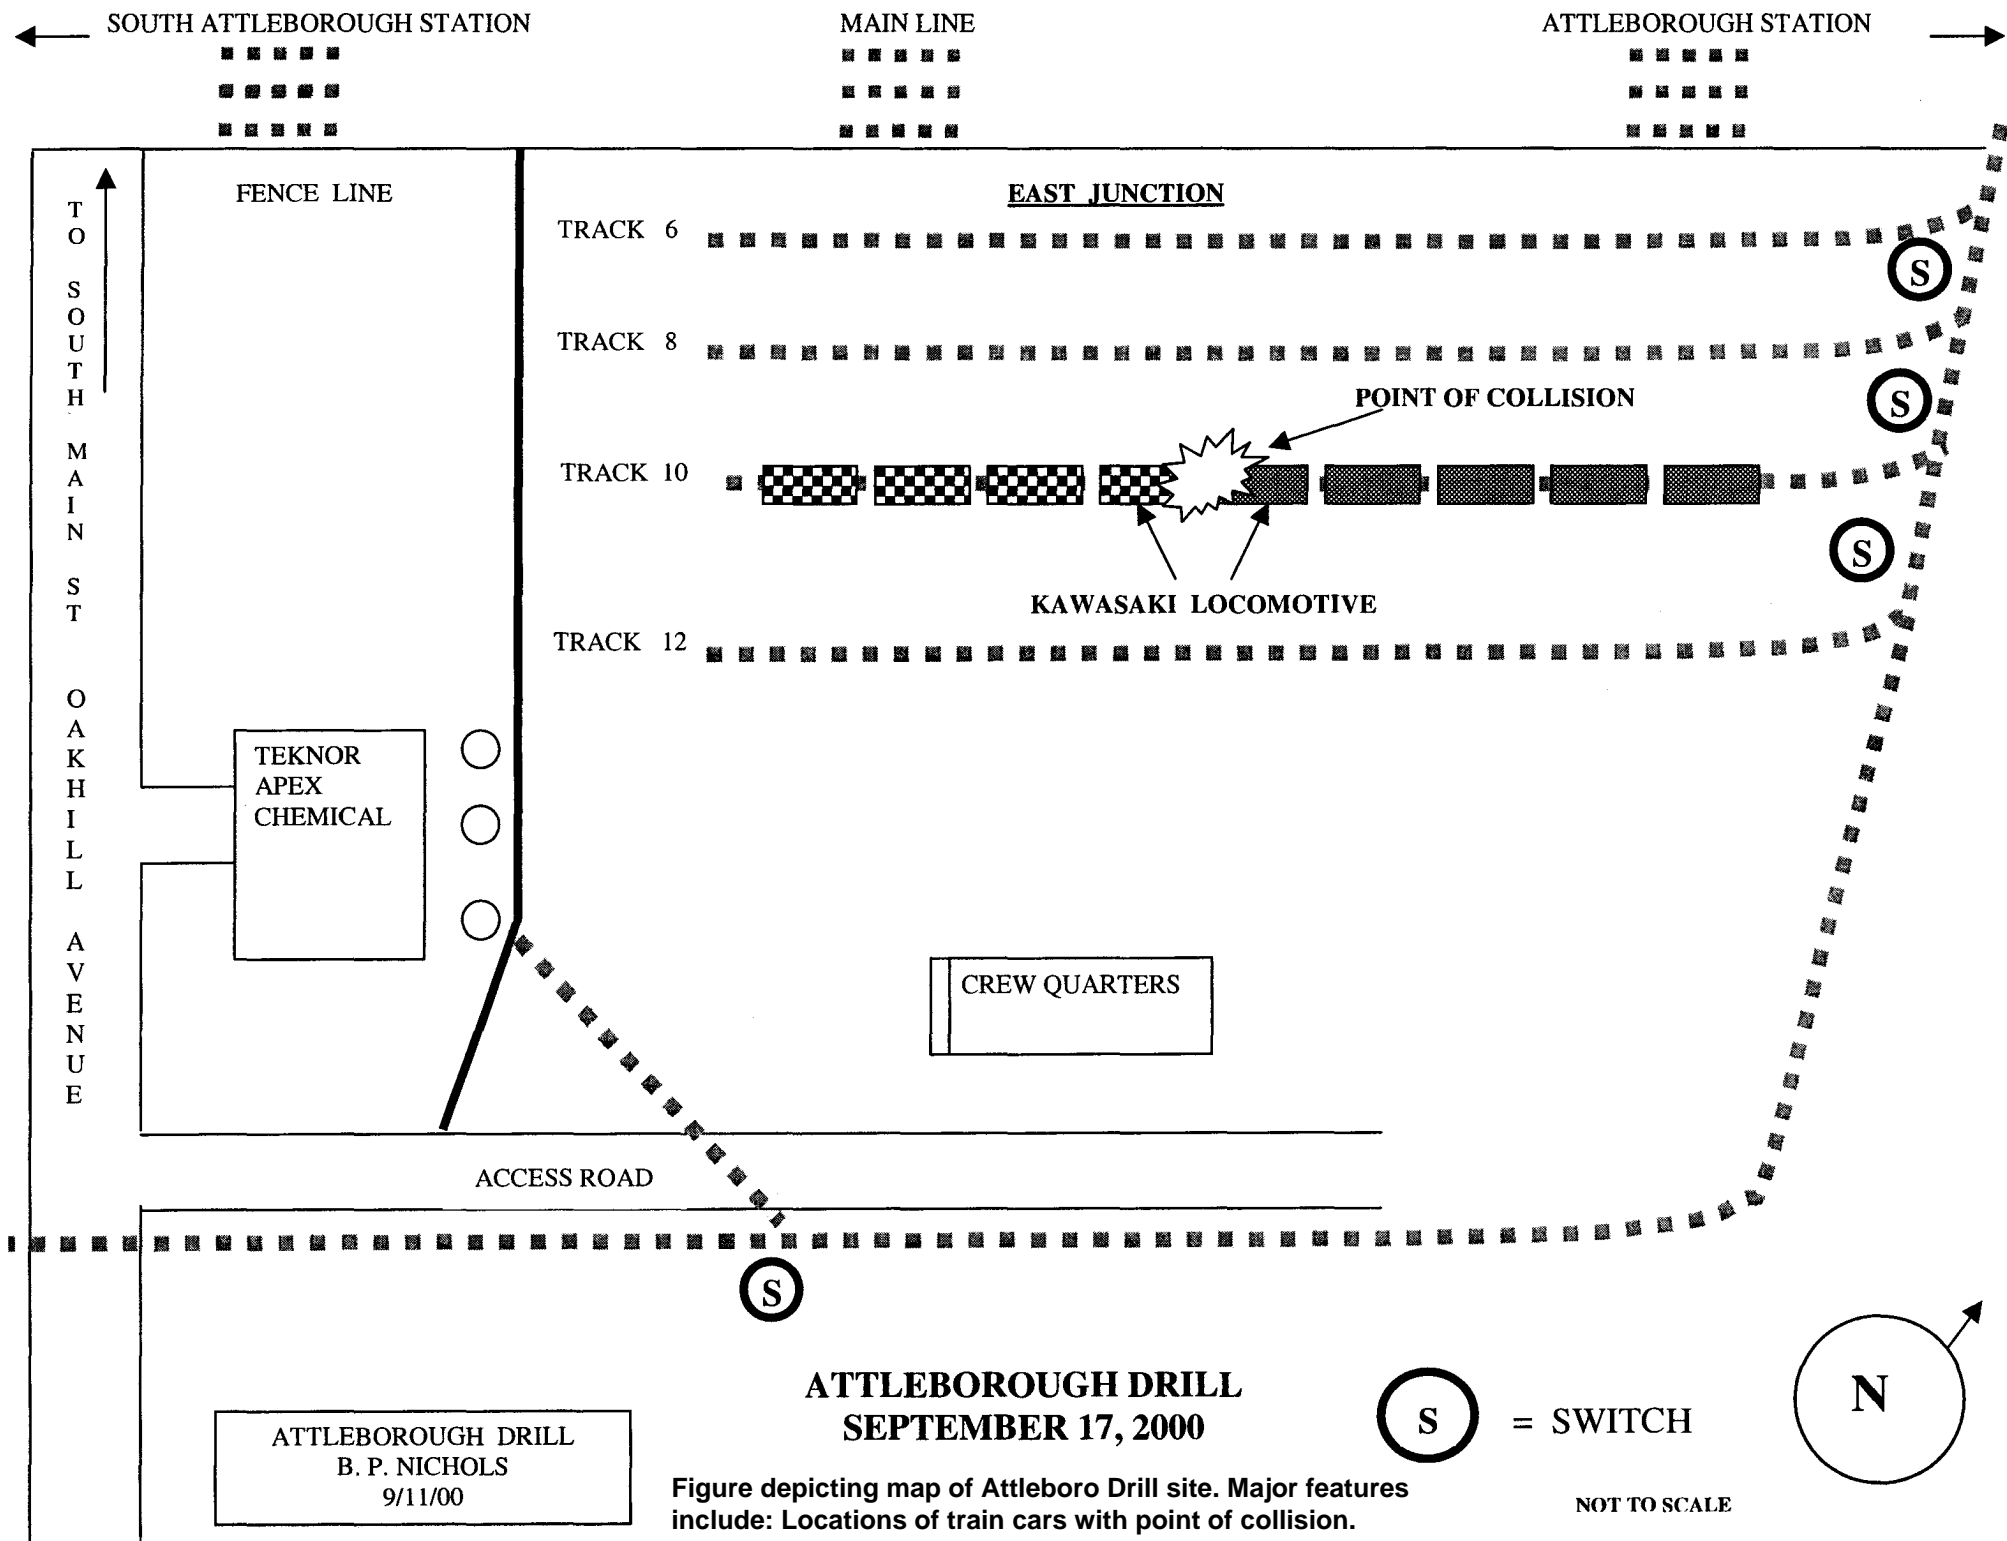 SOUTH ATTLEBOROUGH STATION
MAIN LINE
ATTLEBOROUGH STATION
TO SOUTH MAIN ST OAKHILL AVENUE
FENCE LINE
EAST JUNCTION
TRACK 6
S
TRACK 8
S
POINT OF COLLISION
TRACK 10
S
KAWASAKI LOCOMOTIVE
TRACK 12
TEKNOR
APEX
CHEMICAL
CREW QUARTERS
ACCESS ROAD
S
ATTLEBOROUGH DRILL
SEPTEMBER 17, 2000
S = SWITCH
N
ATTLEBOROUGH DRILL
B. P. NICHOLS
9/11/00
Figure depicting map of Attleboro Drill site. Major features
include: Locations of train cars with point of collision.
NOT TO SCALE